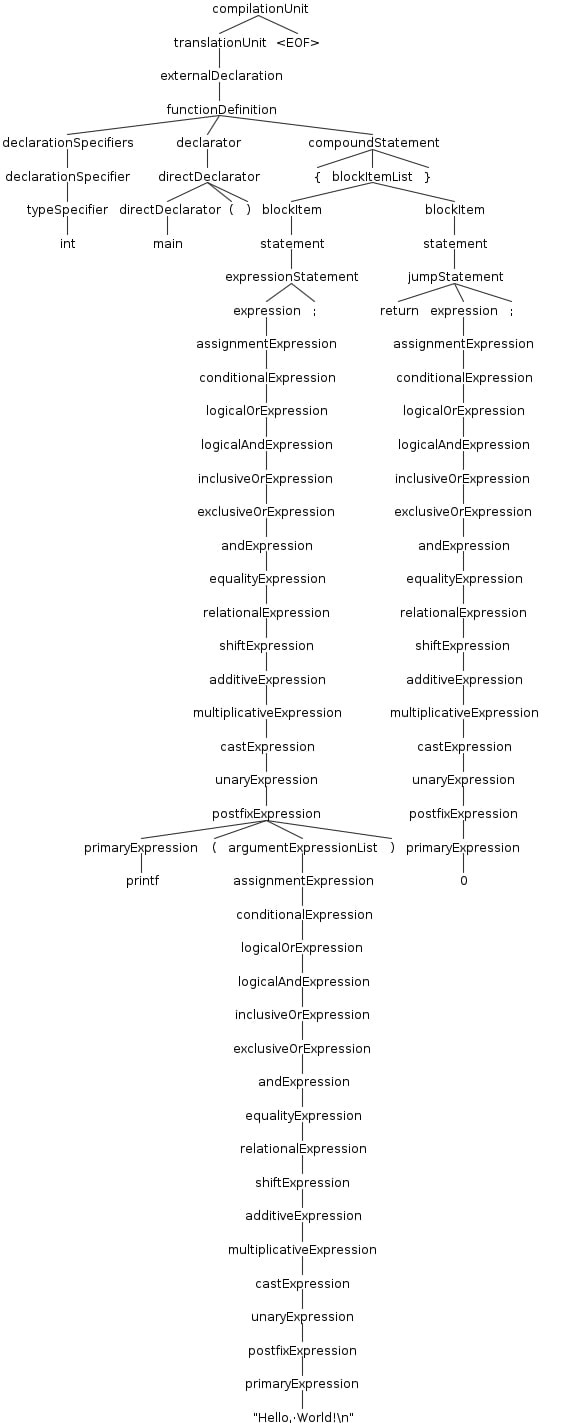 compilationUnit
translationUnit <EOF>
externalDeclaration
functionDefinition
declarationSpecifiers declarator compoundStatement
declarationSpecifier directDeclarator { blockItemList }
typeSpecifier directDeclarator ( ) blockItem blockItem
int main statement statement
expressionStatement jumpStatement
expression ; return expression ;
assignmentExpression assignmentExpression
conditionalExpression conditionalExpression
logicalOrExpression logicalOrExpression
logicalAndExpression logicalAndExpression
inclusiveOrExpression inclusiveOrExpression
exclusiveOrExpression exclusiveOrExpression
andExpression andExpression
equalityExpression equalityExpression
relationalExpression relationalExpression
shiftExpression shiftExpression
additiveExpression additiveExpression
multiplicativeExpression multiplicativeExpression
castExpression castExpression
unaryExpression unaryExpression
postfixExpression postfixExpression
primaryExpression ( argumentExpressionList ) primaryExpression
printf assignmentExpression 0
conditionalExpression
logicalOrExpression
logicalAndExpression
inclusiveOrExpression
exclusiveOrExpression
andExpression
equalityExpression
relationalExpression
shiftExpression
additiveExpression
multiplicativeExpression
castExpression
unaryExpression
postfixExpression
primaryExpression
"Hello,·World!\n"